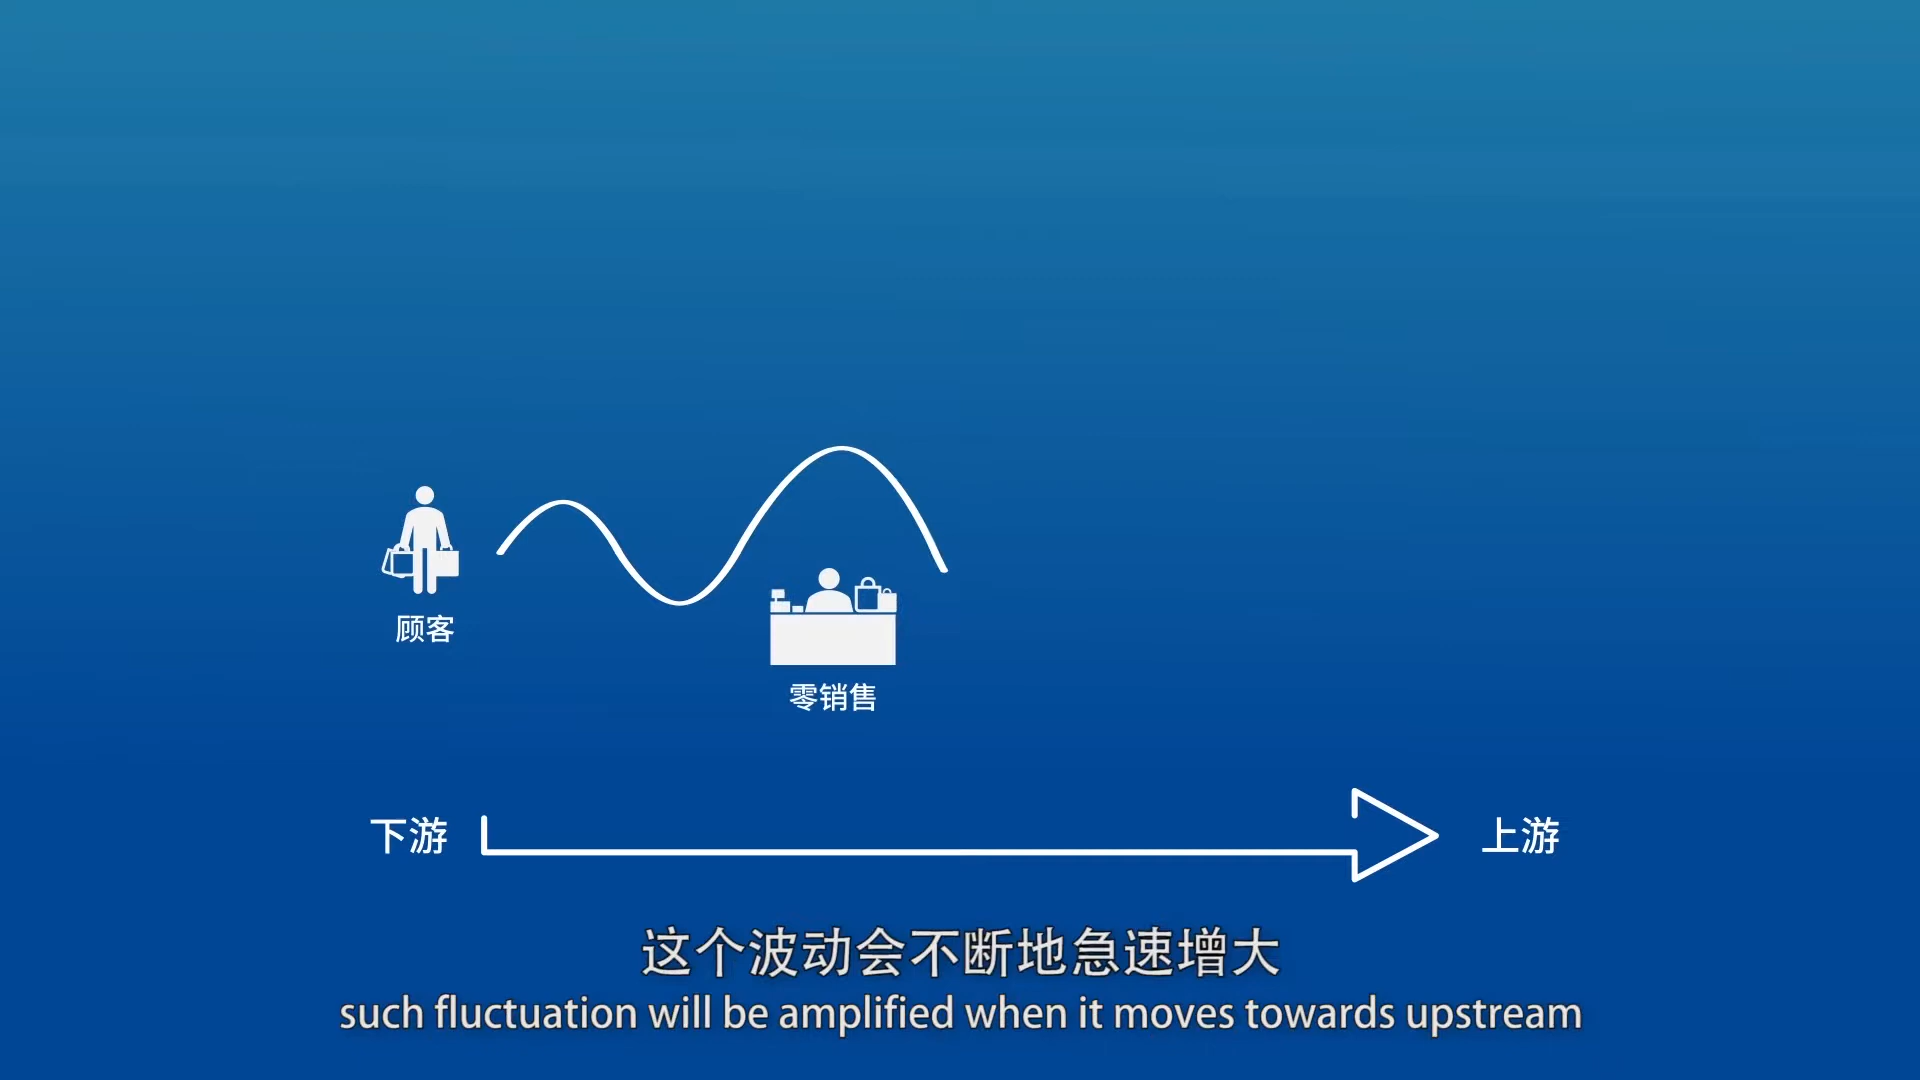 顾客
零销售
下游
上游
这个波动会不断地急速增大
such fluctuation will be amplified when it moves towards upstream